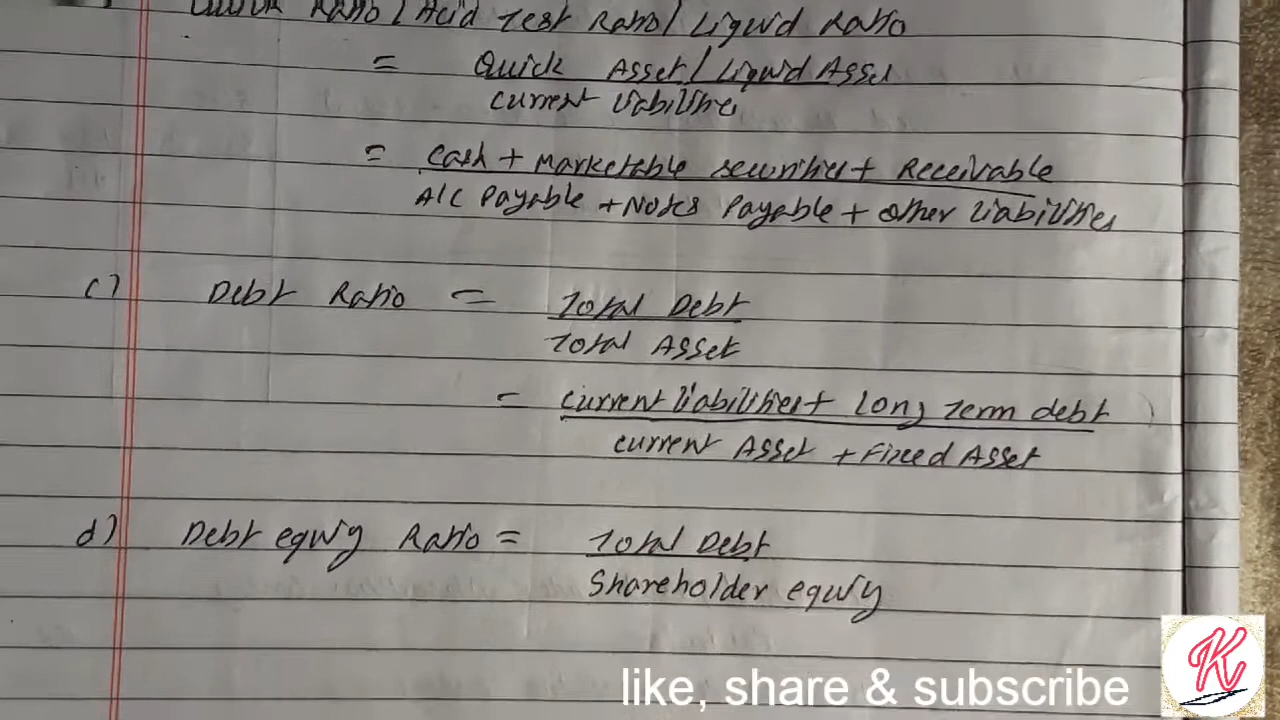 Quick Ratio / Acid Test Ratio / Liquid Ratio
= Quick Asset / Liquid Asset
Current liabilities
= Cash + Marketable securities + Receivable
A/C Payable + Notes Payable + Other Liabilities
c) Debt Ratio = Total Debt
Total Asset
= Current liabilities + Long Term debt
Current Asset + Fixed Asset
d) Debt equity Ratio = Total Debt
Shareholder equity
K
like, share & subscribe